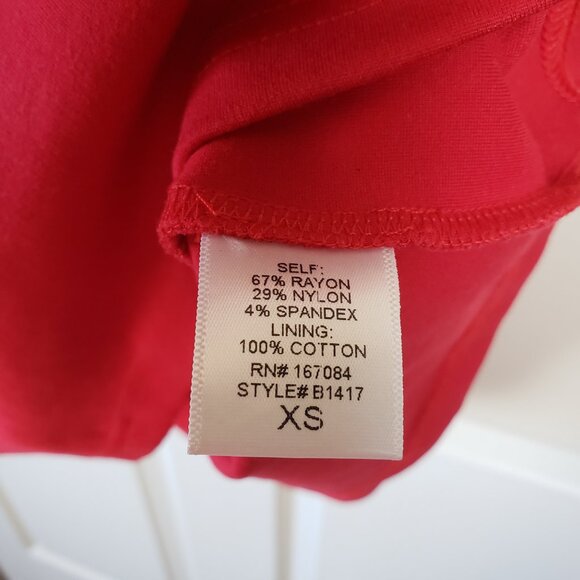 SELF:
67% RAYON
29% NYLON
4% SPANDEX
LINING:
100% COTTON
RN# 167084
STYLE# B1417
XS